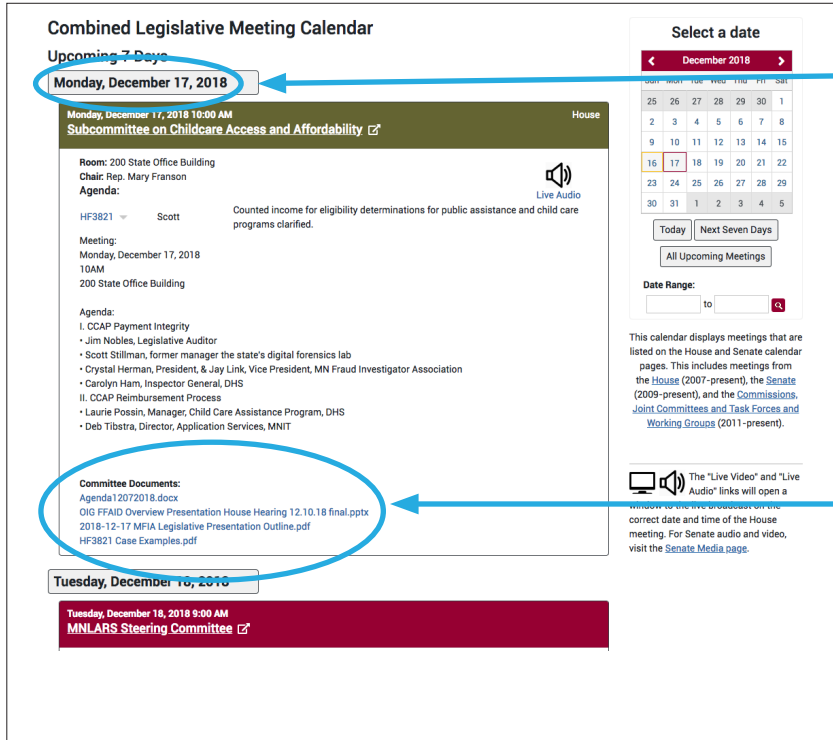 Combined Legislative Meeting Calendar
Upcoming 7 Days
Monday, December 17, 2018
Monday, December 17, 2018 10:00 AM
House
Subcommittee on Childcare Access and Affordability
Room: 200 State Office Building
Chair: Rep. Mary Franson
Agenda:
Live Audio
HF3821
Scott
Counted income for eligibility determinations for public assistance and child care
programs clarified.
Meeting:
Monday, December 17, 2018
10AM
200 State Office Building
Agenda:
I. CCAP Payment Integrity
• Jim Nobles, Legislative Auditor
• Scott Stillman, former manager the state's digital forensics lab
• Crystal Herman, President, & Jay Link, Vice President, MN Fraud Investigator Association
• Carolyn Ham, Inspector General, DHS
II. CCAP Reimbursement Process
• Laurie Possin, Manager, Child Care Assistance Program, DHS
• Deb Tibstra, Director, Application Services, MNIT
Committee Documents:
Agenda12072018.docx
OIG FFAID Overview Presentation House Hearing 12.10.18 final.pptx
2018-12-17 MFIA Legislative Presentation Outline.pdf
HF3821 Case Examples.pdf
Tuesday, December 18, 2018
Tuesday, December 18, 2018 9:00 AM
MNLARS Steering Committee
Select a date
December 2018
Sun Mon Tue Wed Thu Fri Sat
25 26 27 28 29 30 1
2 3 4 5 6 7 8
9 10 11 12 13 14 15
16 17 18 19 20 21 22
23 24 25 26 27 28 29
30 31 1 2 3 4 5
Today Next Seven Days
All Upcoming Meetings
Date Range:
to
This calendar displays meetings that are
listed on the House and Senate calendar
pages. This includes meetings from
the House (2007-present), the Senate
(2009-present), and the Commissions,
Joint Committees and Task Forces and
Working Groups (2011-present).
The "Live Video" and "Live
Audio" links will open a
window to the live broadcast on the
correct date and time of the House
meeting. For Senate audio and video,
visit the Senate Media page.